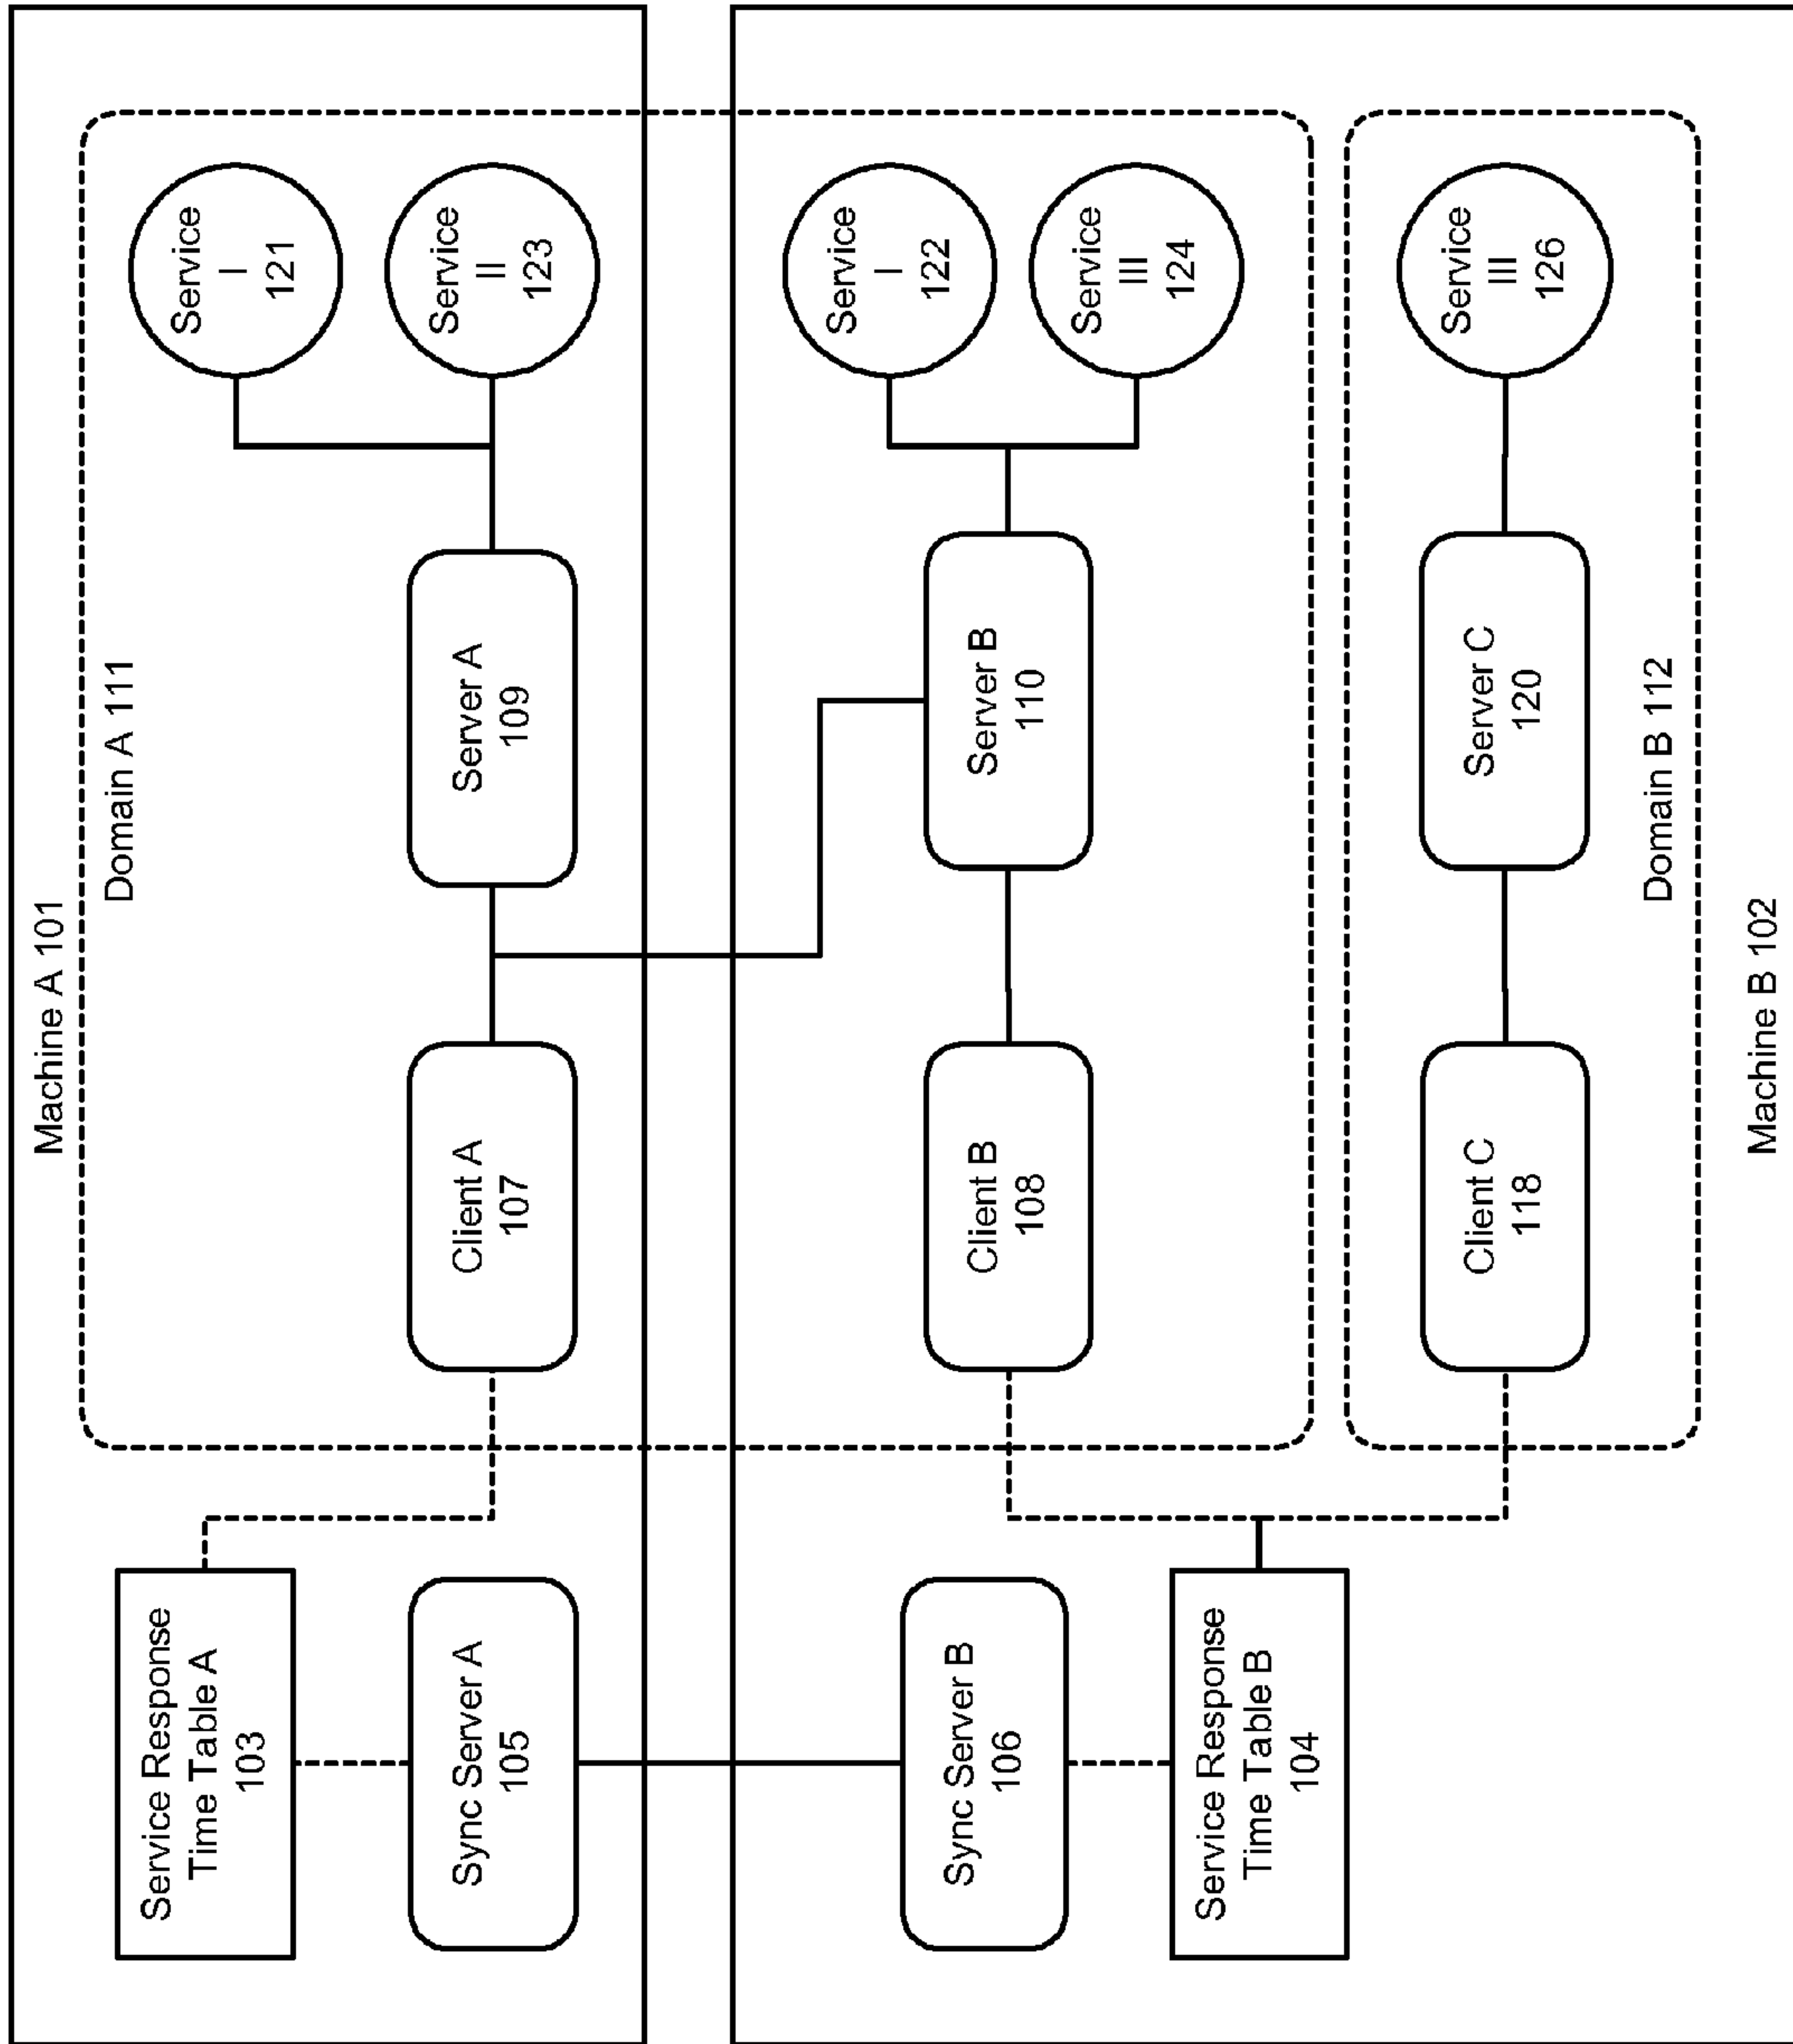 Machine A 101
Domain A 111
Service Response
Time Table A
103
Sync Server A
105
Client A
107
Server A
109
Service
I
121
Service
II
123
Sync Server B
106
Service Response
Time Table B
104
Client B
108
Server B
110
Service
I
122
Service
III
124
Client C
118
Server C
120
Service
III
126
Domain B 112
Machine B 102